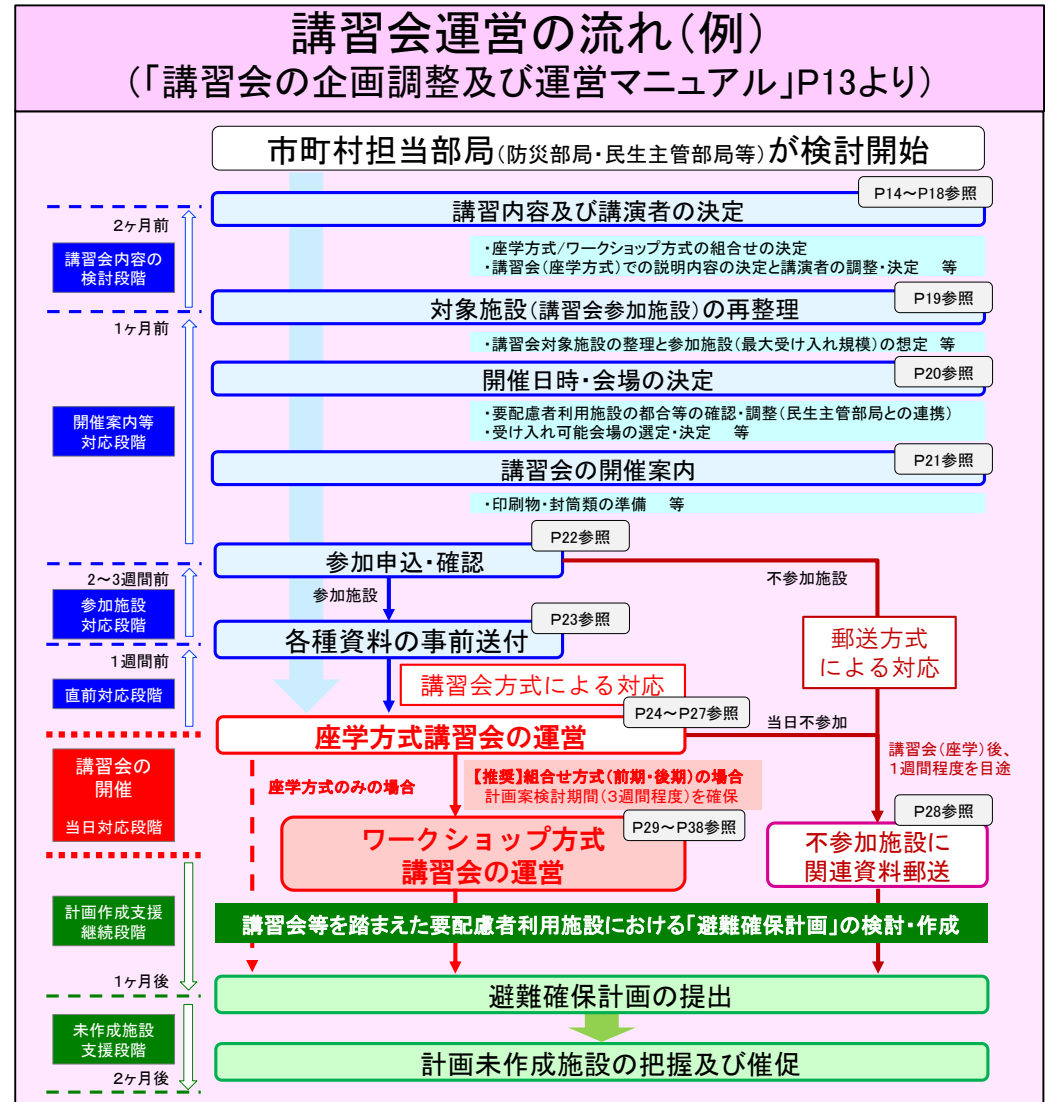 講習会運営の流れ(例)
(「講習会の企画調整及び運営マニュアル」P13より)
市町村担当部局(防災部局・民生主管部局等)が検討開始
P14～P18参照
講習内容及び講演者の決定
2ヶ月前
講習会内容の
検討段階
・座学方式/ワークショップ方式の組合せの決定
・講習会(座学方式)での説明内容の決定と講演者の調整・決定 等
P19参照
対象施設(講習会参加施設)の再整理
1ヶ月前
・講習会対象施設の整理と参加施設(最大受け入れ規模)の想定 等
P20参照
開催日時・会場の決定
開催案内等
対応段階
・要配慮者利用施設の都合等の確認・調整(民生主管部局との連携)
・受け入れ可能会場の選定・決定 等
P21参照
講習会の開催案内
・印刷物・封筒類の準備 等
P22参照
参加申込・確認
2～3週間前
参加施設
不参加施設
参加施設
対応段階
P23参照
各種資料の事前送付
郵送方式
による対応
1週間前
直前対応段階
講習会方式による対応
P24～P27参照
座学方式講習会の運営
当日不参加
講習会(座学)後、
1週間程度を目途
講習会の
開催
当日対応段階
座学方式のみの場合
【推奨】組合せ方式(前期・後期)の場合
計画案検討期間(3週間程度)を確保
P29～P38参照
ワークショップ方式
講習会の運営
P28参照
不参加施設に
関連資料郵送
計画作成支援
継続段階
講習会等を踏まえた要配慮者利用施設における「避難確保計画」の検討・作成
1ヶ月後
避難確保計画の提出
未作成施設
支援段階
計画未作成施設の把握及び催促
2ヶ月後